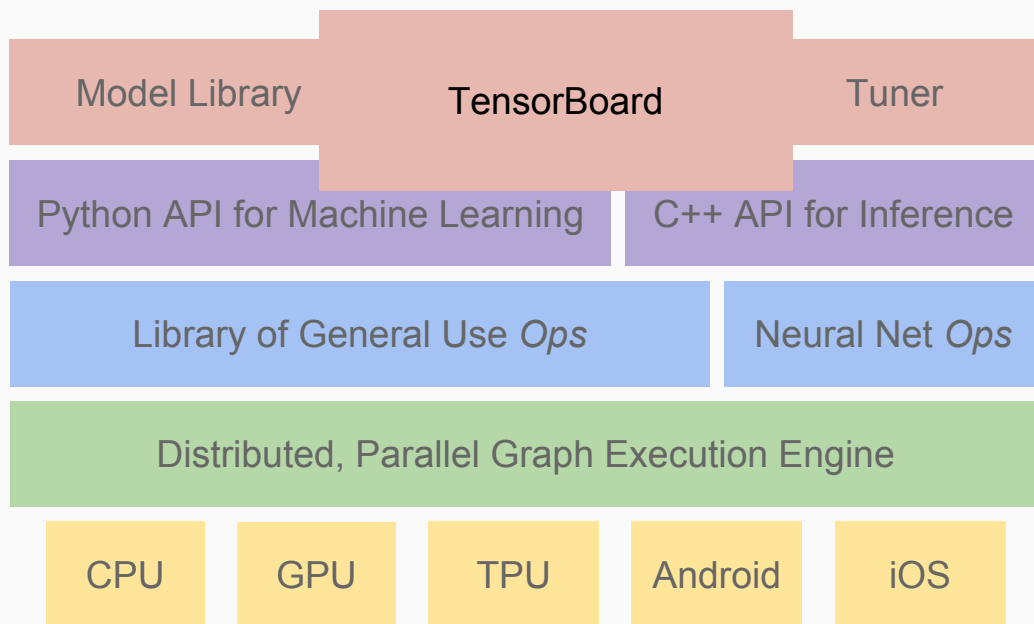 Model Library
TensorBoard
Tuner
Python API for Machine Learning
C++ API for Inference
Library of General Use Ops
Neural Net Ops
Distributed, Parallel Graph Execution Engine
CPU
GPU
TPU
Android
iOS